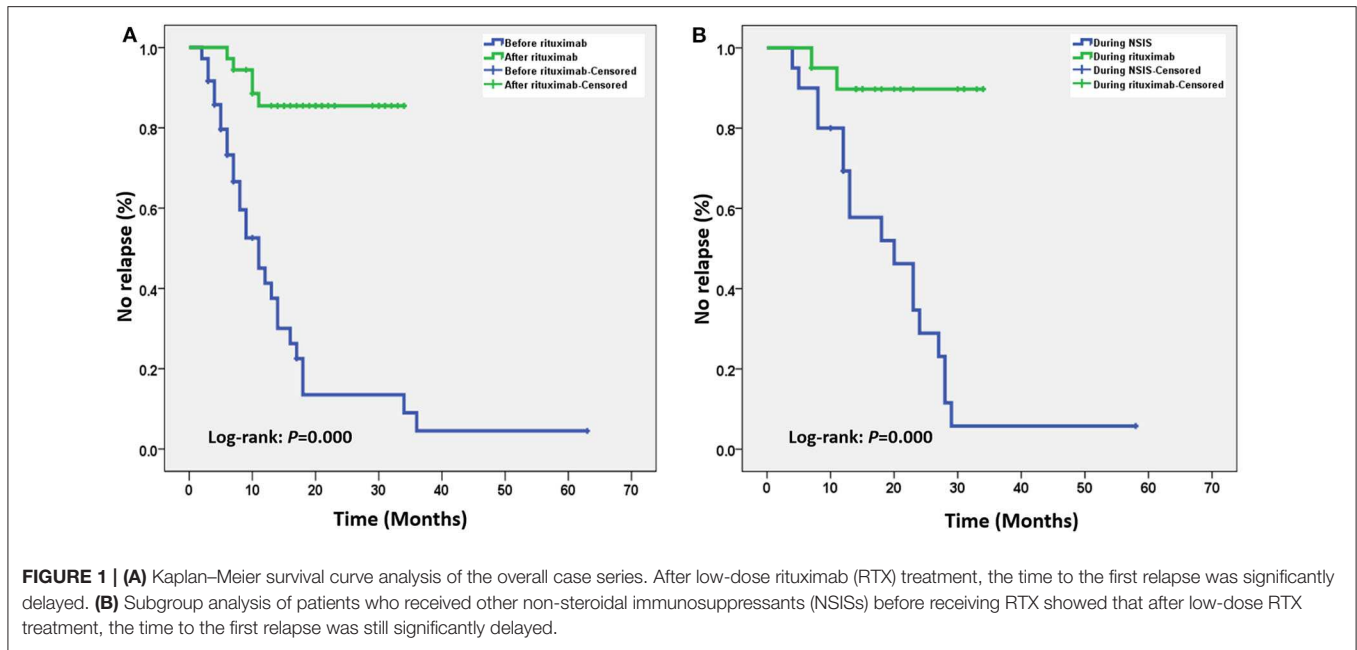 A
Before rituximab
After rituximab
Before rituximab-Censored
After rituximab-Censored
1.0
0.8
0.6
0.4
0.2
0.0
No relapse (%)
Log-rank: P=0.000
0 10 20 30 40 50 60 70
Time (Months)
B
During NSIS
During rituximab
During NSIS-Censored
During rituximab-Censored
1.0
0.8
0.6
0.4
0.2
0.0
No relapse (%)
Log-rank: P=0.000
0 10 20 30 40 50 60 70
Time (Months)
FIGURE 1 | (A) Kaplan–Meier survival curve analysis of the overall case series. After low-dose rituximab (RTX) treatment, the time to the first relapse was significantly
delayed. (B) Subgroup analysis of patients who received other non-steroidal immunosuppressants (NSISs) before receiving RTX showed that after low-dose RTX
treatment, the time to the first relapse was still significantly delayed.